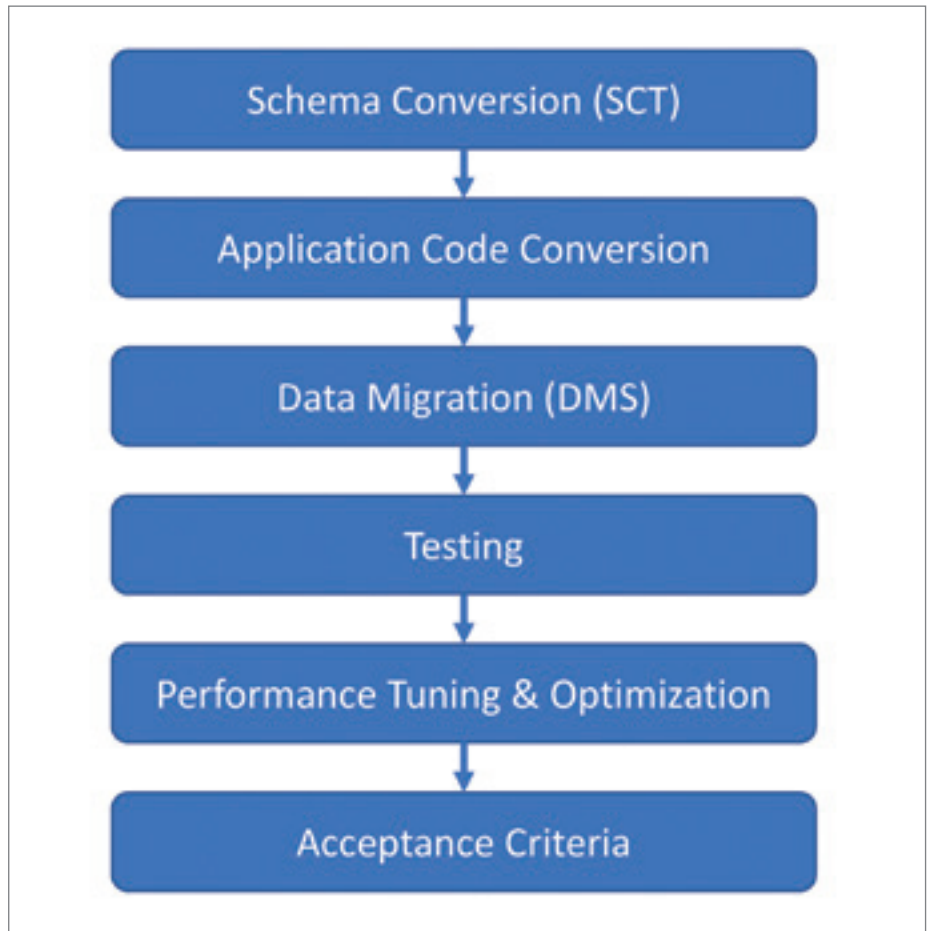 Schema Conversion (SCT)
Application Code Conversion
Data Migration (DMS)
Testing
Performance Tuning & Optimization
Acceptance Criteria